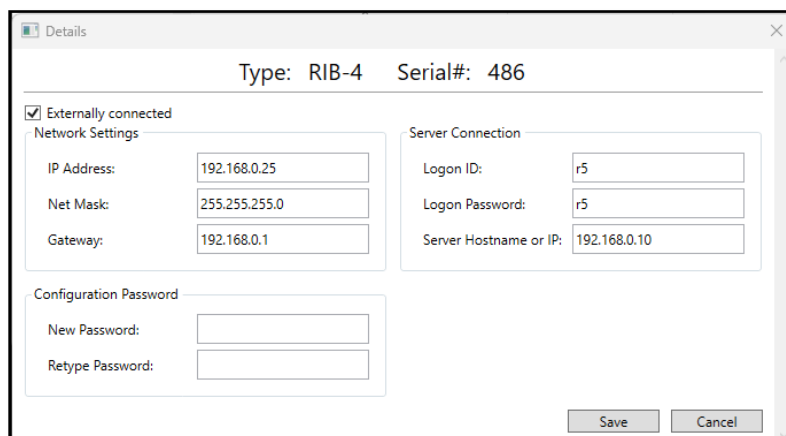 Details
Type: RIB-4 Serial#: 486
Externally connected
Network Settings
IP Address: 192.168.0.25
Net Mask: 255.255.255.0
Gateway: 192.168.0.1
Server Connection
Logon ID: r5
Logon Password: r5
Server Hostname or IP: 192.168.0.10
Configuration Password
New Password:
Retype Password:
Save Cancel